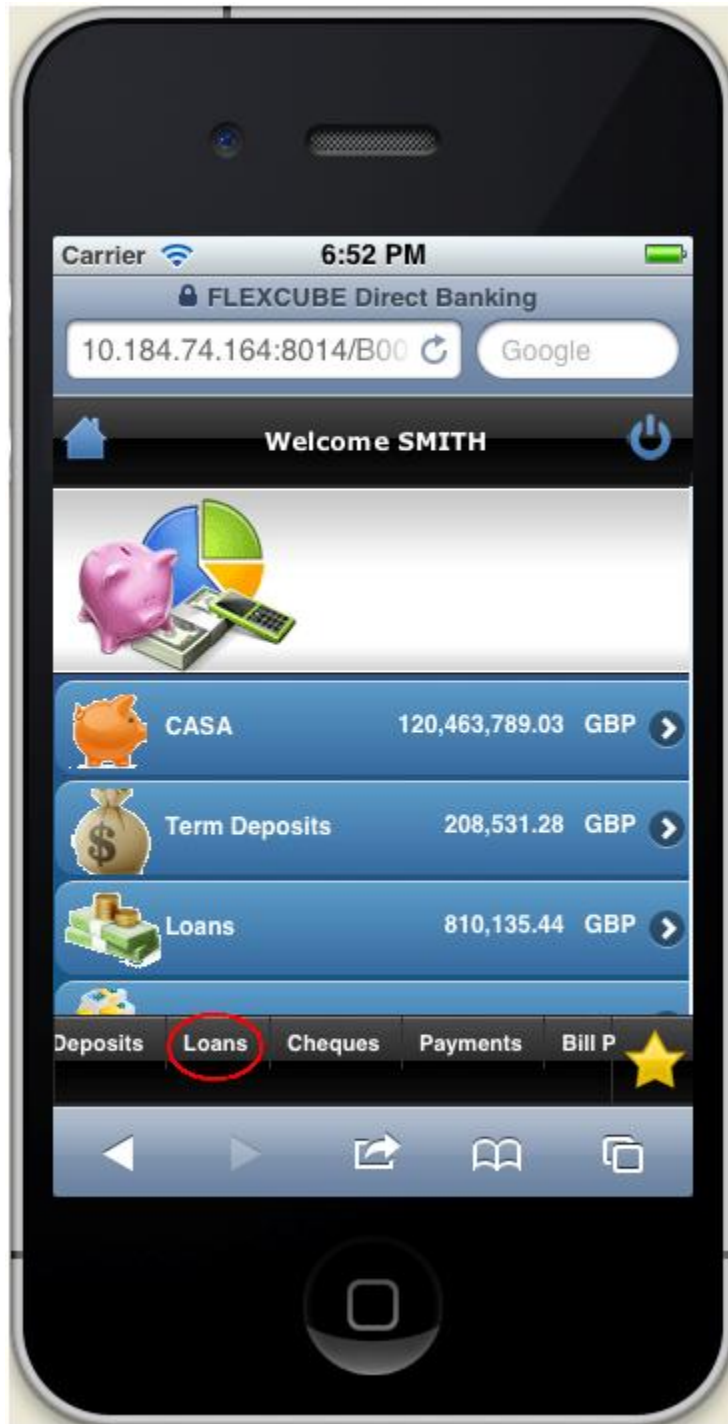 Carrier 6:52 PM
FLEXCUBE Direct Banking
10.184.74.164:8014/B00 Google
Welcome SMITH
CASA 120,463,789.03 GBP
$
Term Deposits 208,531.28 GBP
Loans 810,135.44 GBP
Deposits Loans Cheques Payments Bill P